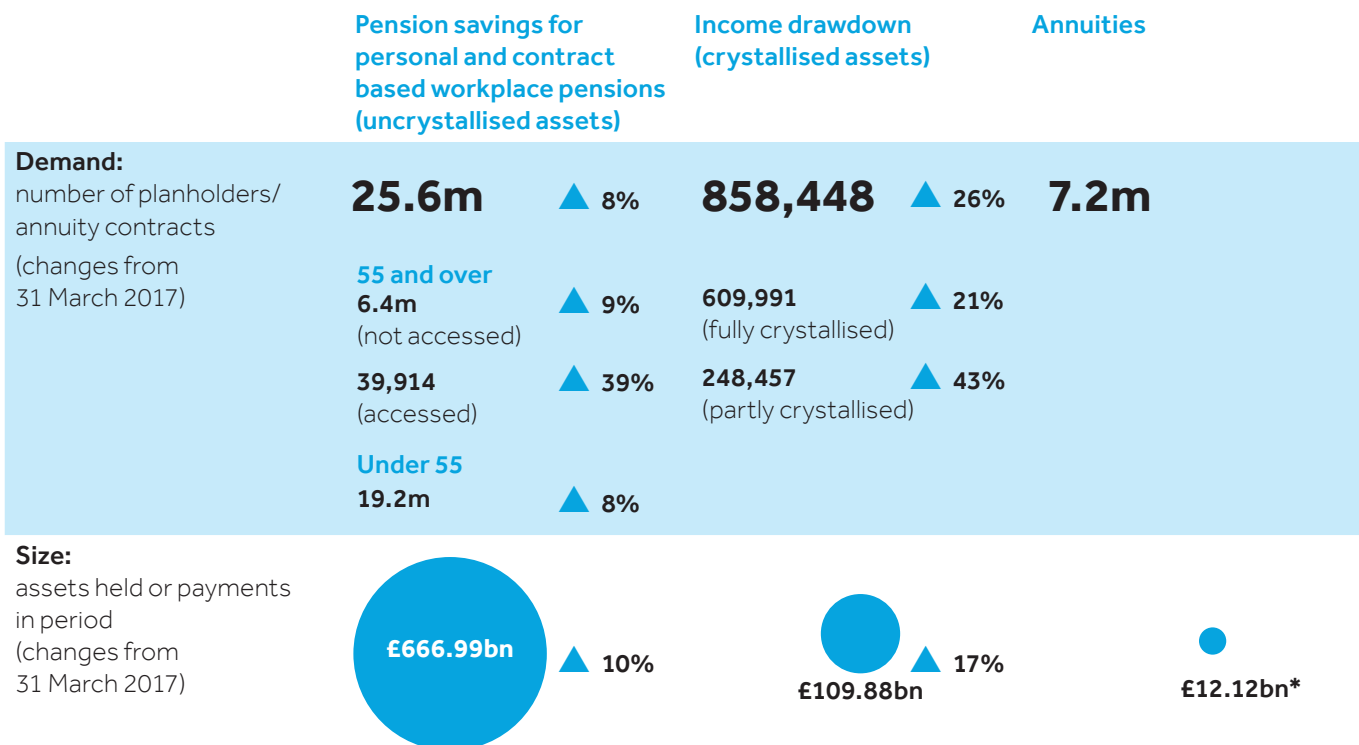 Pension savings for
personal and contract
based workplace pensions
(uncrystallised assets)
Income drawdown
(crystallised assets)
Annuities
Demand:
number of planholders/
annuity contracts
(changes from
31 March 2017)
25.6m
8%
858,448
26%
7.2m
55 and over
6.4m
(not accessed)
9%
609,991
(fully crystallised)
21%
39,914
(accessed)
39%
248,457
(partly crystallised)
43%
Under 55
19.2m
8%
Size:
assets held or payments
in period
(changes from
31 March 2017)
£666.99bn
10%
£109.88bn
17%
£12.12bn*